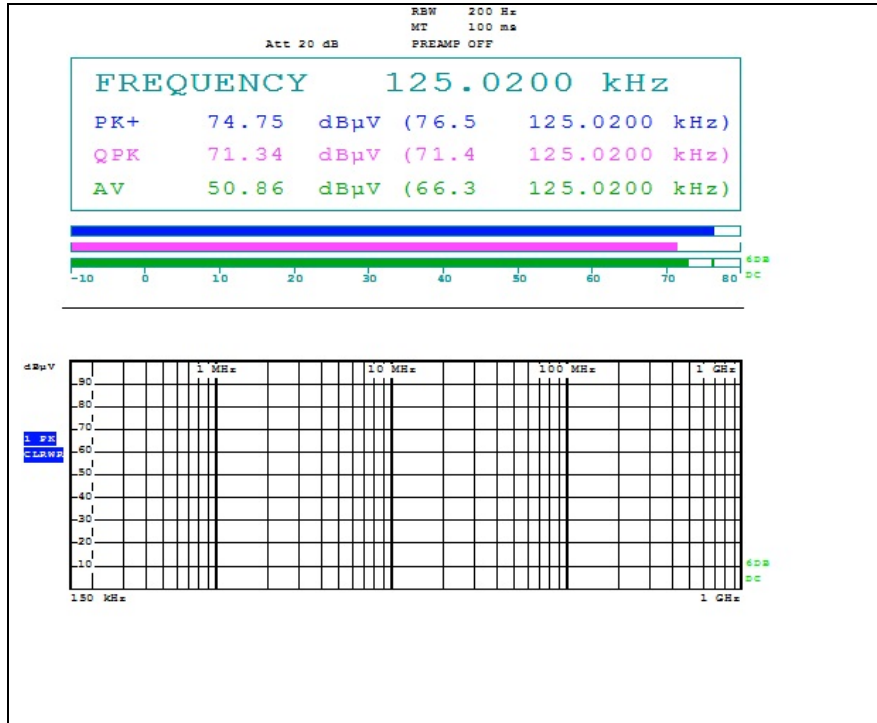 RBW 200 Hz
MT 100 ms
Att 20 dB PREAMP OFF
FREQUENCY 125.0200 kHz
PK+ 74.75 dBµV (76.5 125.0200 kHz)
QPK 71.34 dBµV (71.4 125.0200 kHz)
AV 50.86 dBµV (66.3 125.0200 kHz)
6DB
-10 0 10 20 30 40 50 60 70 80 DC
dBµV 1 MHz 10 MHz 100 MHz 1 GHz
90
80
70
1 PK
60
CLRWR
50
40
30
20
10
6DB
DC
150 kHz 1 GHz